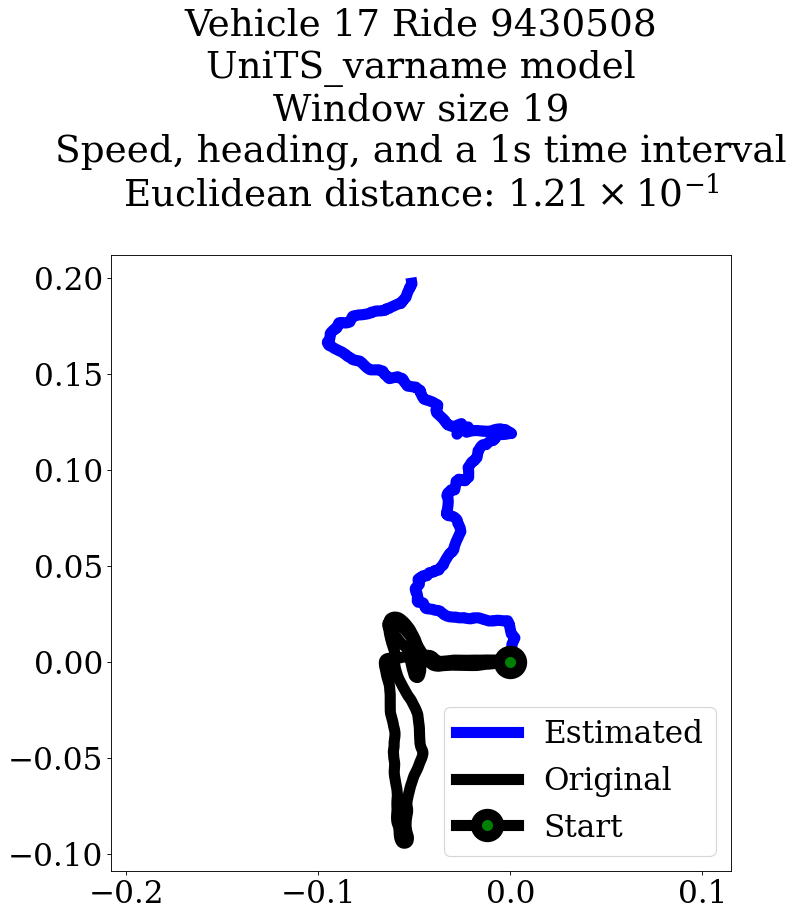 Vehicle 17 Ride 9430508
UniTS_varname model
Window size 19
Speed, heading, and a 1s time interval
Euclidean distance: 1.21 × 10⁻¹
0.20
0.15
0.10
0.05
0.00
−0.05
−0.10
Estimated
Original
Start
−0.2
−0.1
0.0
0.1